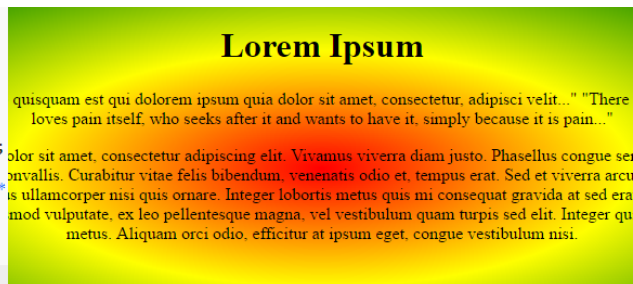 Lorem Ipsum
quisquam est qui dolorem ipsum quia dolor sit amet, consectetur, adipisci velit..." "There
loves pain itself, who seeks after it and wants to have it, simply because it is pain..."
olor sit amet, consectetur adipiscing elit. Vivamus viverra diam justo. Phasellus congue
onvallis. Curabitur vitae felis bibendum, venenatis odio et, tempus erat. Sed et viverra arcu
us ullamcorper nisi quis ornare. Integer lobortis metus quis mi consequat gravida at sed
mod vulputate, ex leo pellentesque magna, vel vestibulum quam turpis sed elit. Integer
metus. Aliquam orci odio, efficitur at ipsum eget, congue vestibulum nisi.